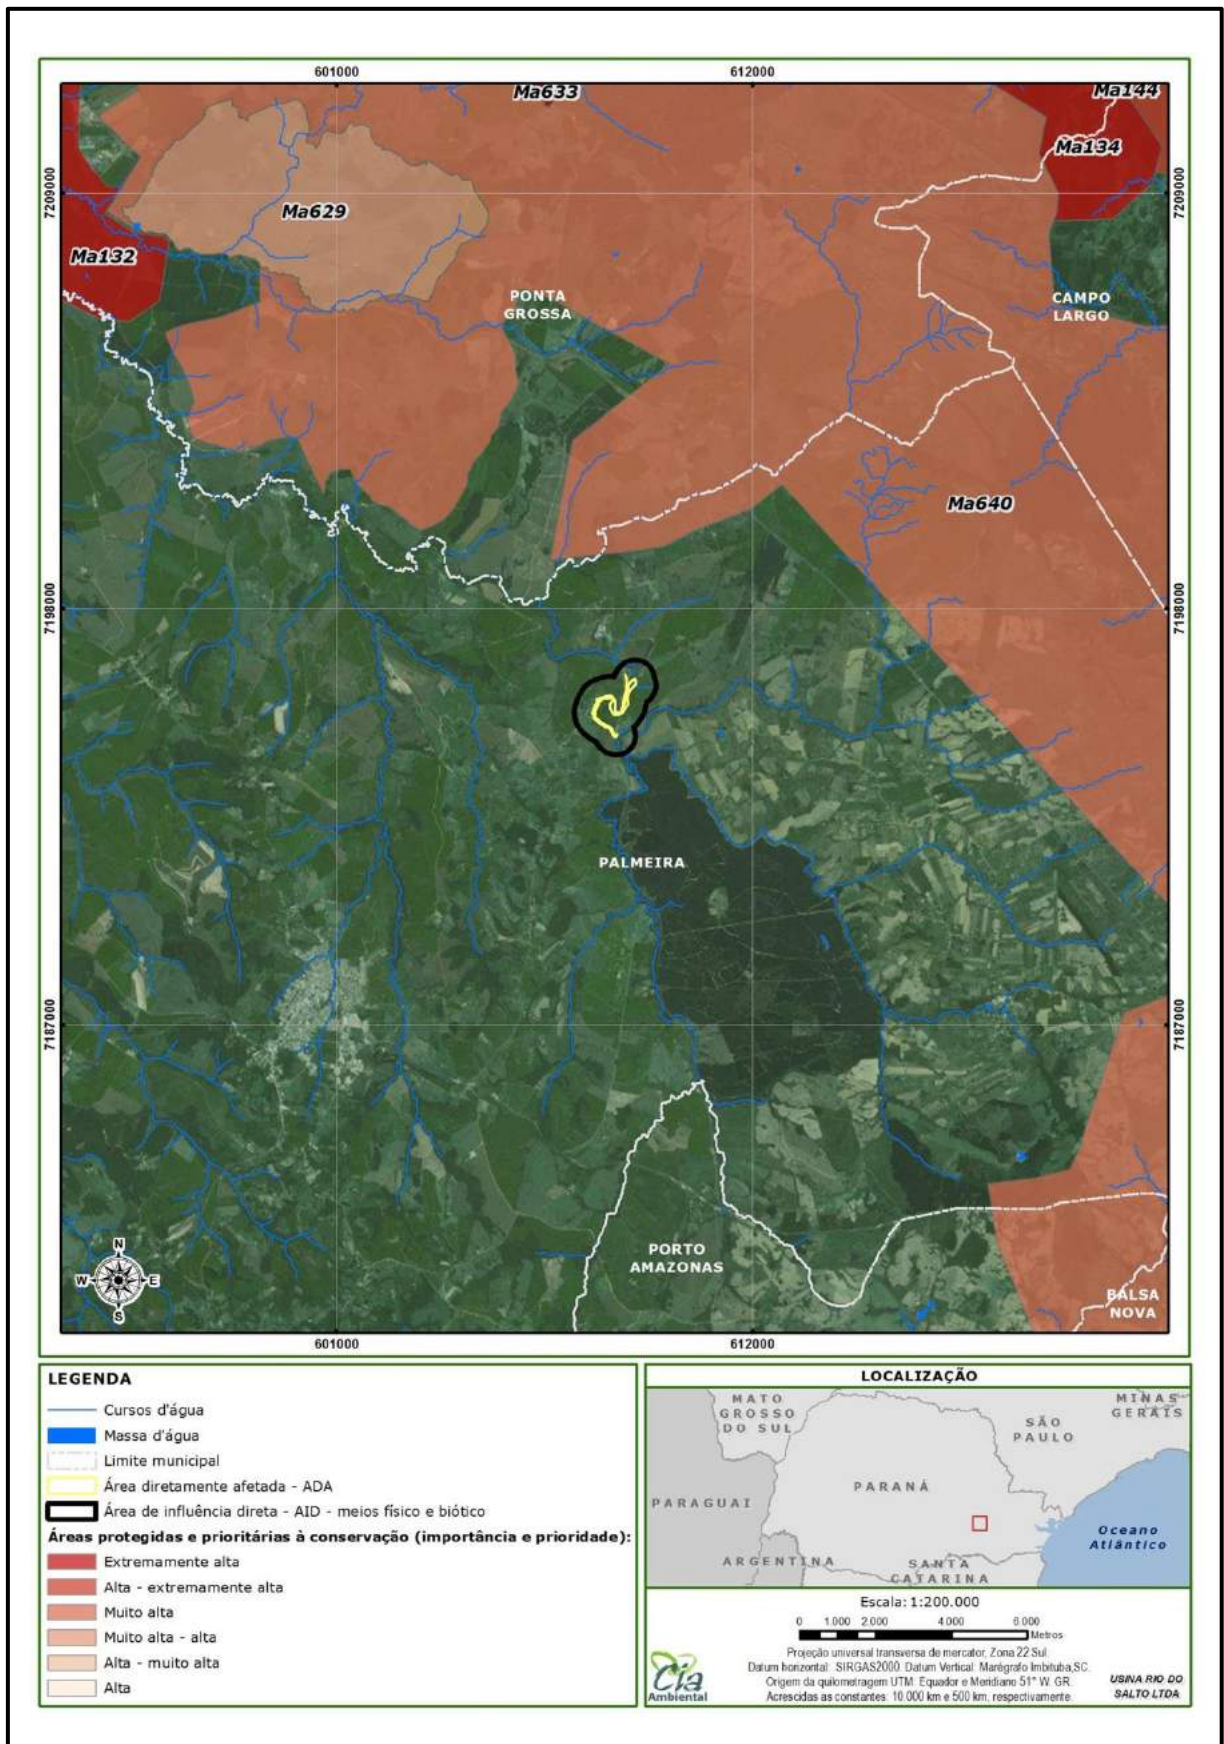 601000
612000
Ma633
Ma144
Ma134
7209000
7209000
Ma629
Ma132
PONTA
GROSSA
CAMPO
LARGO
Ma640
7198000
7198000
PALMEIRA
7187000
7187000
N
W
E
S
PORTO
AMAZONAS
BALSA
NOVA
601000
612000
LEGENDA
Cursos d'água
Massa d'água
Limite municipal
Área diretamente afetada - ADA
Área de influência direta - AID - meios físico e biótico
Áreas protegidas e prioritárias à conservação (importância e prioridade):
Extremamente alta
Alta - extremamente alta
Muito alta
Muito alta - alta
Alta - muito alta
Alta
LOCALIZAÇÃO
MATO
GROSSO
DO SUL
MINAS
GERAIS
SÃO
PAULO
PARANÁ
PARAGUAI
Oceano
Atlântico
ARGENTINA
SANTA
CATARINA
Escala: 1:200.000
0 1.000 2.000 4.000 6.000
Metros
Projeção universal transversa de mercator, Zona 22 Sul.
Datum horizontal: SIRGAS2000. Datum Vertical: Marégrafo Imbituba,SC.
Origem da quilometragem UTM: Equador e Meridiano 51° W. GR.
Acrescidas as constantes: 10.000 km e 500 km, respectivamente.
Cia
Ambiental
USINA RIO DO
SALTO LTDA